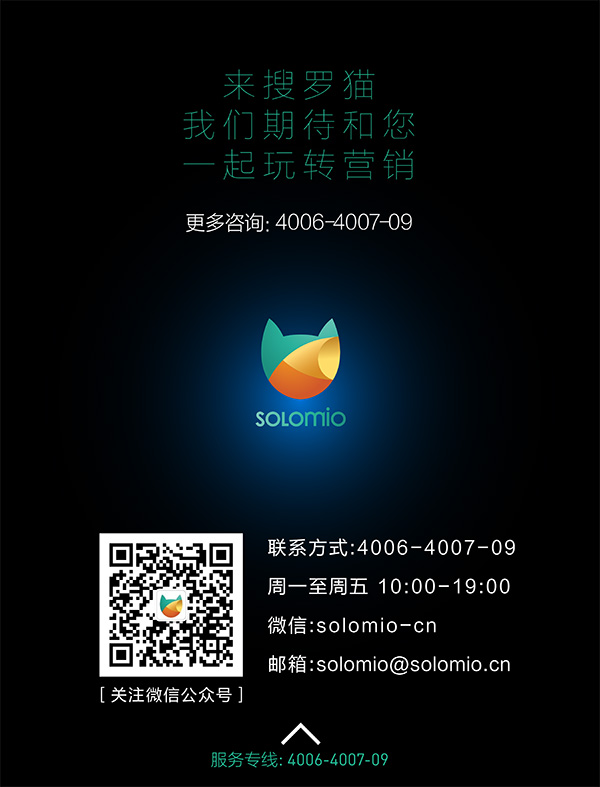 来搜罗猫
我们期待和您
一起玩转营销
更多咨询: 4006-4007-09
SOLOMiO
联系方式:4006-4007-09
周一至周五 10:00-19:00
微信:solomio-cn
邮箱:solomio@solomio.cn
[ 关注微信公众号 ]
服务专线: 4006-4007-09